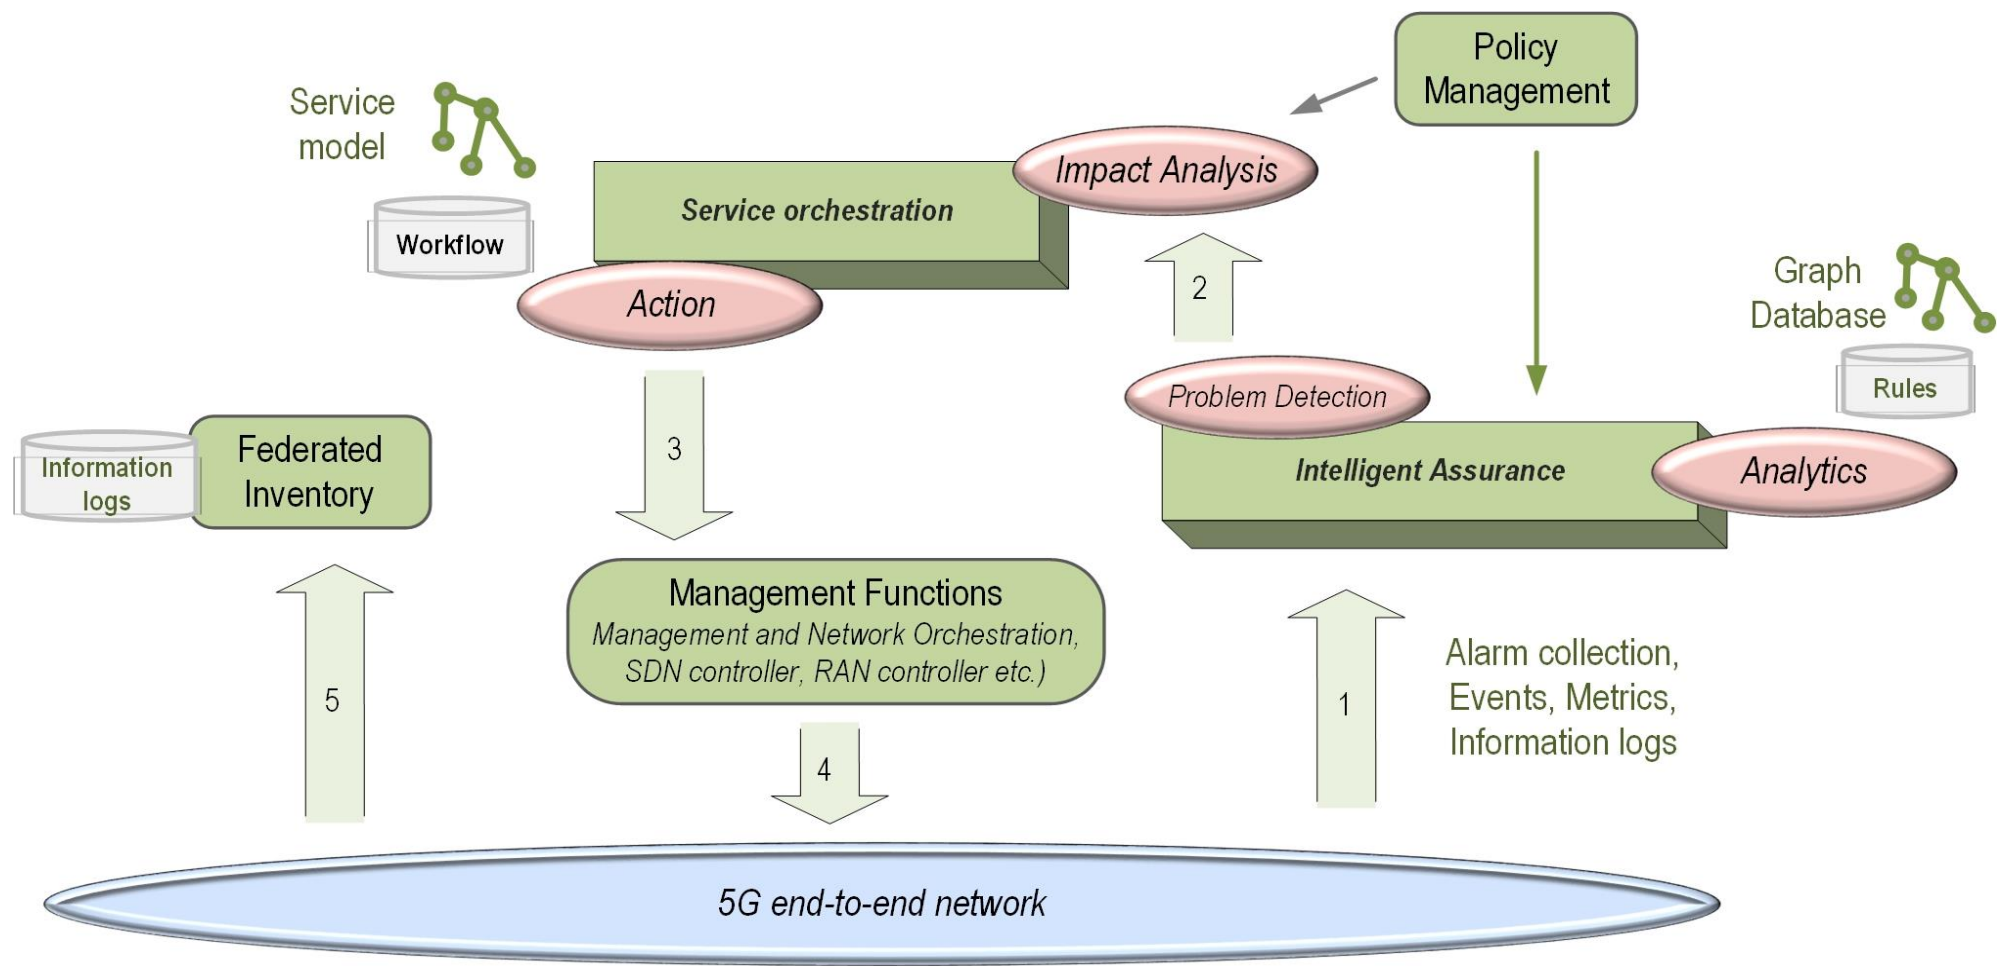 Policy
Management
Service
model
Impact Analysis
Service orchestration
Workflow
Action
2
Graph
Database
Rules
Problem Detection
3
Federated
Inventory
Information
logs
Intelligent Assurance
Analytics
Management Functions
Management and Network Orchestration,
SDN controller, RAN controller etc.)
5
4
1
Alarm collection,
Events, Metrics,
Information logs
5G end-to-end network